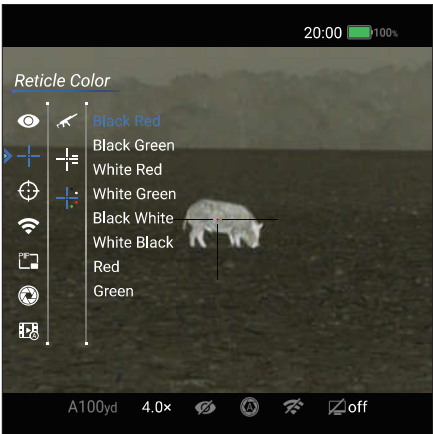 20:00 100%
Reticle Color
Black Red
Black Green
White Red
White Green
Black White
White Black
Red
Green
PIP
A
A100yd 4.0× A off